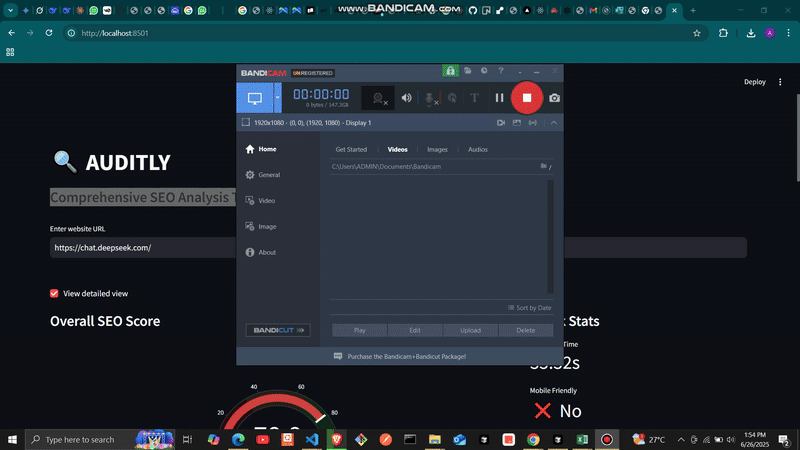 www.BANDICAM.com
http://localhost:8501
BANDICAM UNREGISTERED
Deploy
00:00:00
0 bytes / 147.3GB
1920x1080 - (0, 0), (1920, 1080) - Display 1
Home
General
Video
Image
About
BANDICUT
Get Started Videos Images Audios
C:\Users\ADMIN\Documents\Bandicam
Sort by Date
Play Edit Upload Delete
Purchase the Bandicam+Bandicut Package!
AUDITLY
Comprehensive SEO Analysis
Enter website URL
https://chat.deepseek.com/
View detailed view
Overall SEO Score
Stats
Time
Mobile Friendly
No
20 40 60 80
Type here to search
27°C
1:54 PM
6/26/2025